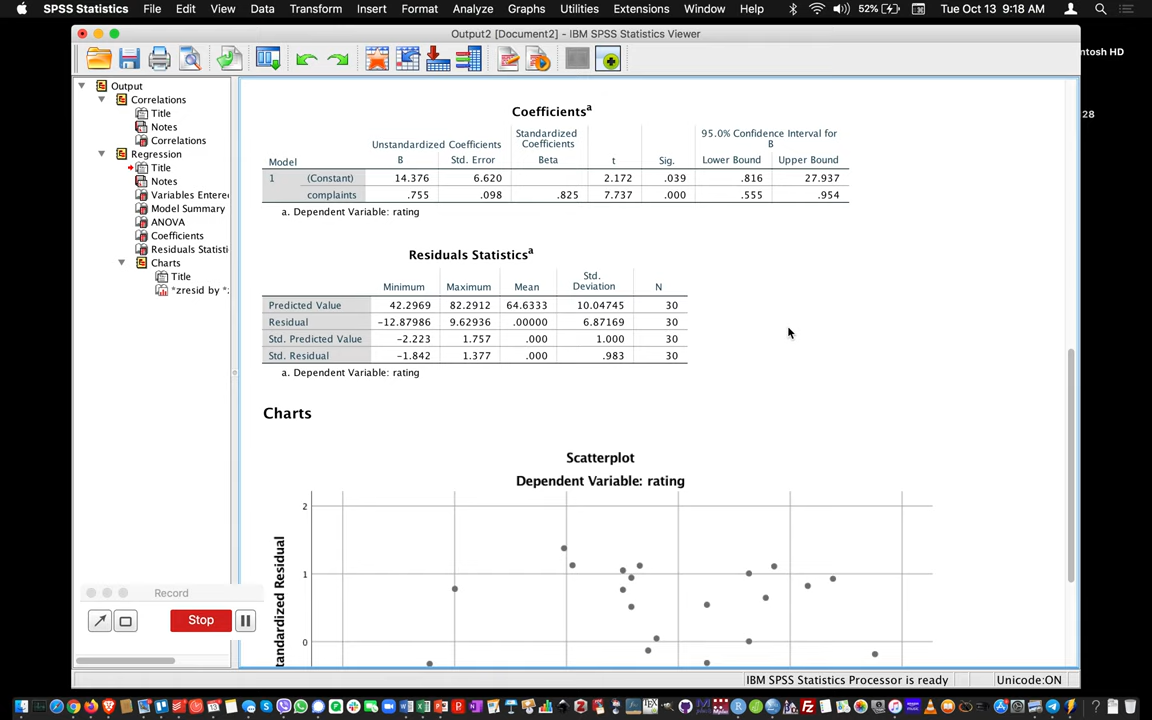 SPSS Statistics File Edit View Data Transform Insert Format Analyze Graphs Utilities Extensions Window Help 52% Tue Oct 13 9:18 AM
Output2 [Document2] - IBM SPSS Statistics Viewer
ntosh HD
28
Output
Correlations
Title
Notes
Correlations
Regression
Title
Notes
Variables Entere
Model Summary
ANOVA
Coefficients
Residuals Statisti
Charts
Title
*zresid by *:
Coefficientsa
Unstandardized Coefficients Standardized Coefficients 95.0% Confidence Interval for B
Model B Std. Error Beta t Sig. Lower Bound Upper Bound
1 (Constant) 14.376 6.620 2.172 .039 .816 27.937
complaints .755 .098 .825 7.737 .000 .555 .954
a. Dependent Variable: rating
Residuals Statisticsa
Minimum Maximum Mean Std. Deviation N
Predicted Value 42.2969 82.2912 64.6333 10.04745 30
Residual -12.87986 9.62936 .00000 6.87169 30
Std. Predicted Value -2.223 1.757 .000 1.000 30
Std. Residual -1.842 1.377 .000 .983 30
a. Dependent Variable: rating
Charts
Scatterplot
Dependent Variable: rating
2
1
0
tandardized Residual
Record
Stop
IBM SPSS Statistics Processor is ready Unicode:ON